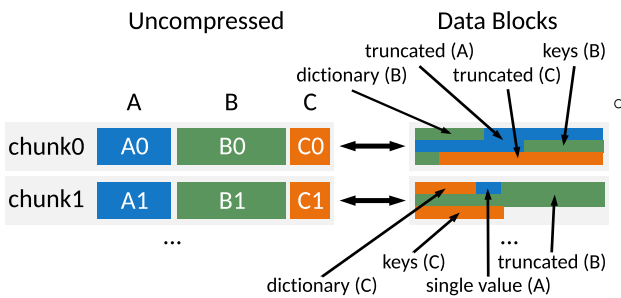 Uncompressed
Data Blocks
truncated (A)
keys (B)
dictionary (B)
truncated (C)
A B C
chunk0 A0 B0 C0
chunk1 A1 B1 C1
... ...
keys (C) truncated (B)
dictionary (C) single value (A)